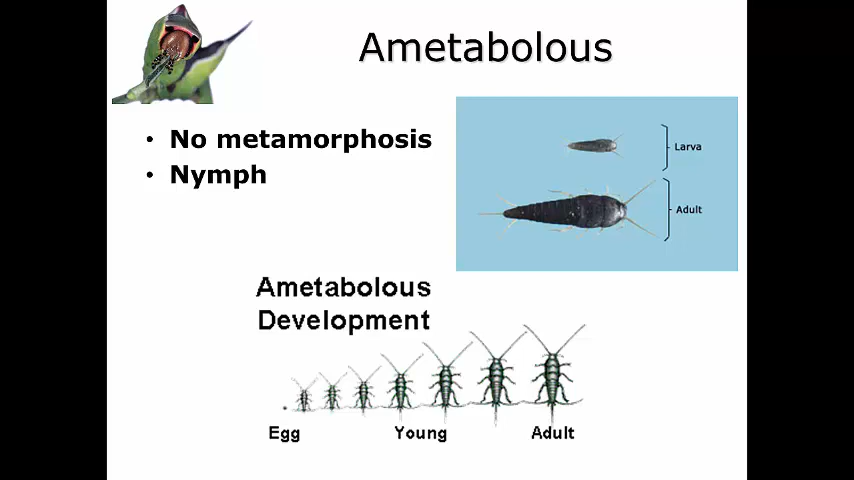 Ametabolous
• No metamorphosis
• Nymph
Larva
Adult
Ametabolous
Development
Egg Young Adult